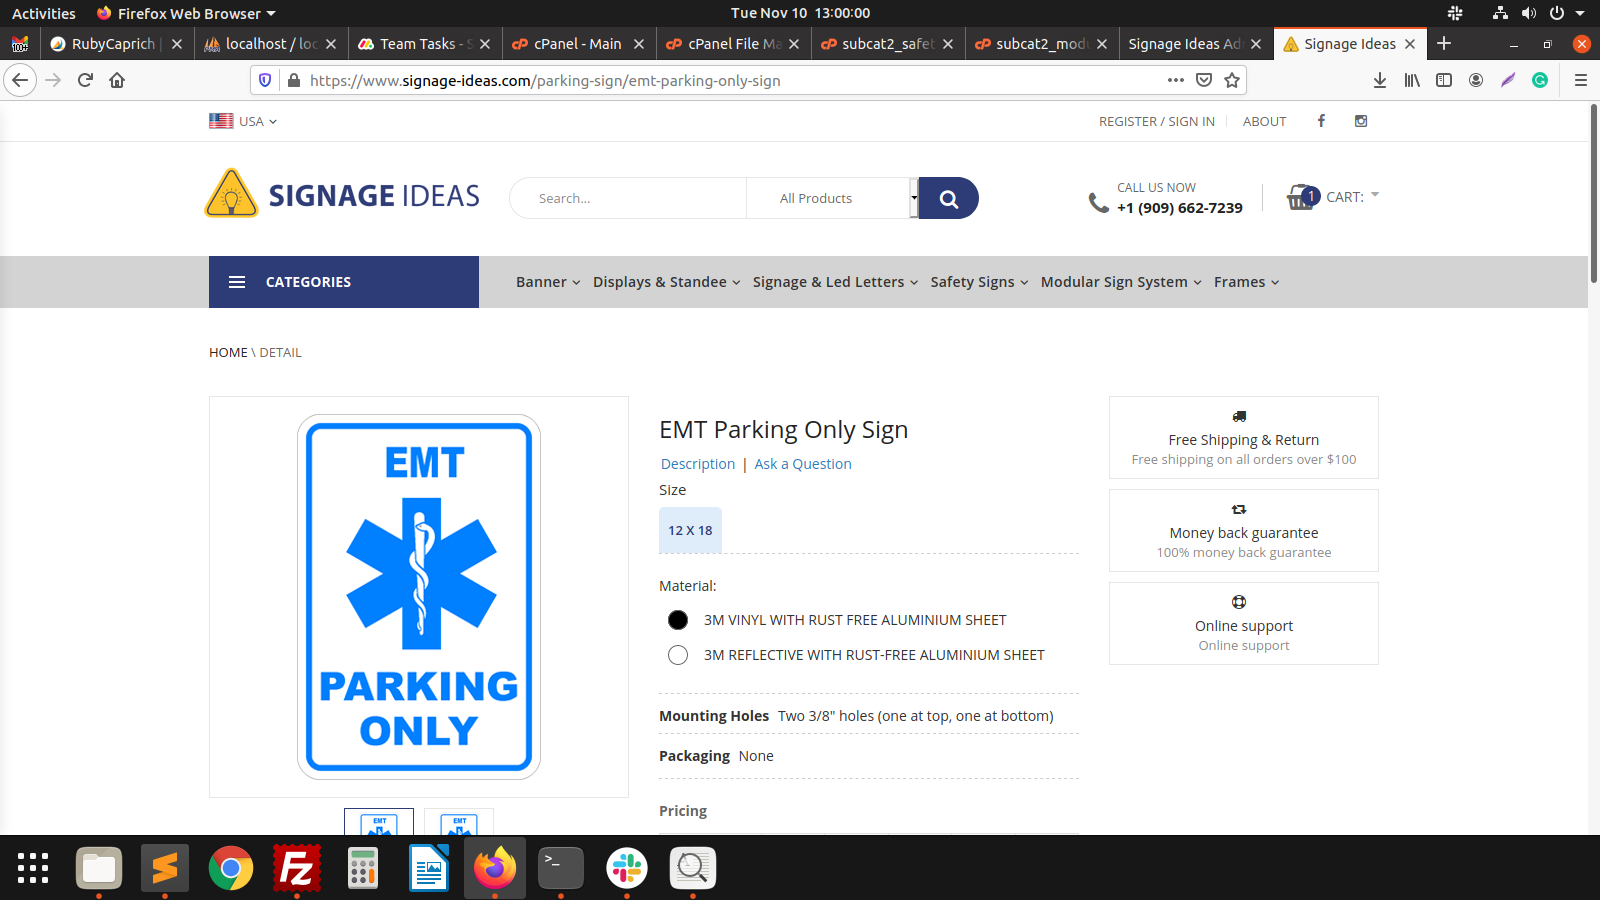 Activities
Firefox Web Browser
Tue Nov 10 13:00:00
100+
RubyCaprich |
localhost / loc
Team Tasks - S
cPanel - Main
cPanel File Ma
subcat2_safet
subcat2_modu
Signage Ideas Ad
Signage Ideas
https://www.signage-ideas.com/parking-sign/emt-parking-only-sign
USA
REGISTER / SIGN IN
ABOUT
SIGNAGE IDEAS
Search...
All Products
CALL US NOW
+1 (909) 662-7239
1
CART:
CATEGORIES
Banner
Displays & Standee
Signage & Led Letters
Safety Signs
Modular Sign System
Frames
HOME \ DETAIL
EMT
PARKING
ONLY
EMT
EMT
EMT Parking Only Sign
Description | Ask a Question
Size
12 X 18
Material:
3M VINYL WITH RUST FREE ALUMINIUM SHEET
3M REFLECTIVE WITH RUST-FREE ALUMINIUM SHEET
Mounting Holes Two 3/8" holes (one at top, one at bottom)
Packaging None
Pricing
Free Shipping & Return
Free shipping on all orders over $100
Money back guarantee
100% money back guarantee
Online support
Online support